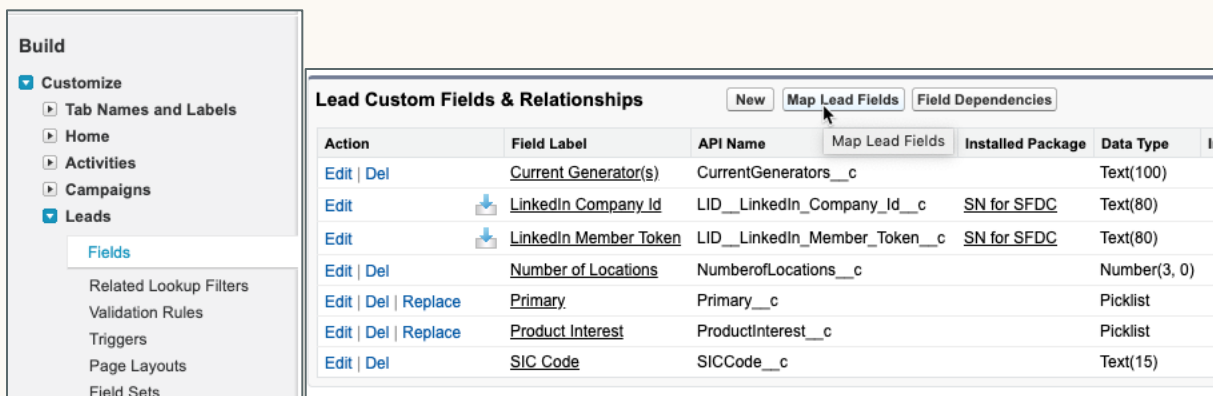 Build
Customize
Tab Names and Labels
Home
Activities
Campaigns
Leads
Fields
Related Lookup Filters
Validation Rules
Triggers
Page Layouts
Field Sets
Lead Custom Fields & Relationships New Map Lead Fields Field Dependencies
Map Lead Fields
Action Field Label API Name Installed Package Data Type
Edit | Del Current Generator(s) CurrentGenerators__c Text(100)
Edit LinkedIn Company Id LID__LinkedIn_Company_Id__c SN for SFDC Text(80)
Edit LinkedIn Member Token LID__LinkedIn_Member_Token__c SN for SFDC Text(80)
Edit | Del Number of Locations NumberofLocations__c Number(3, 0)
Edit | Del | Replace Primary Primary__c Picklist
Edit | Del | Replace Product Interest ProductInterest__c Picklist
Edit | Del SIC Code SICCode__c Text(15)